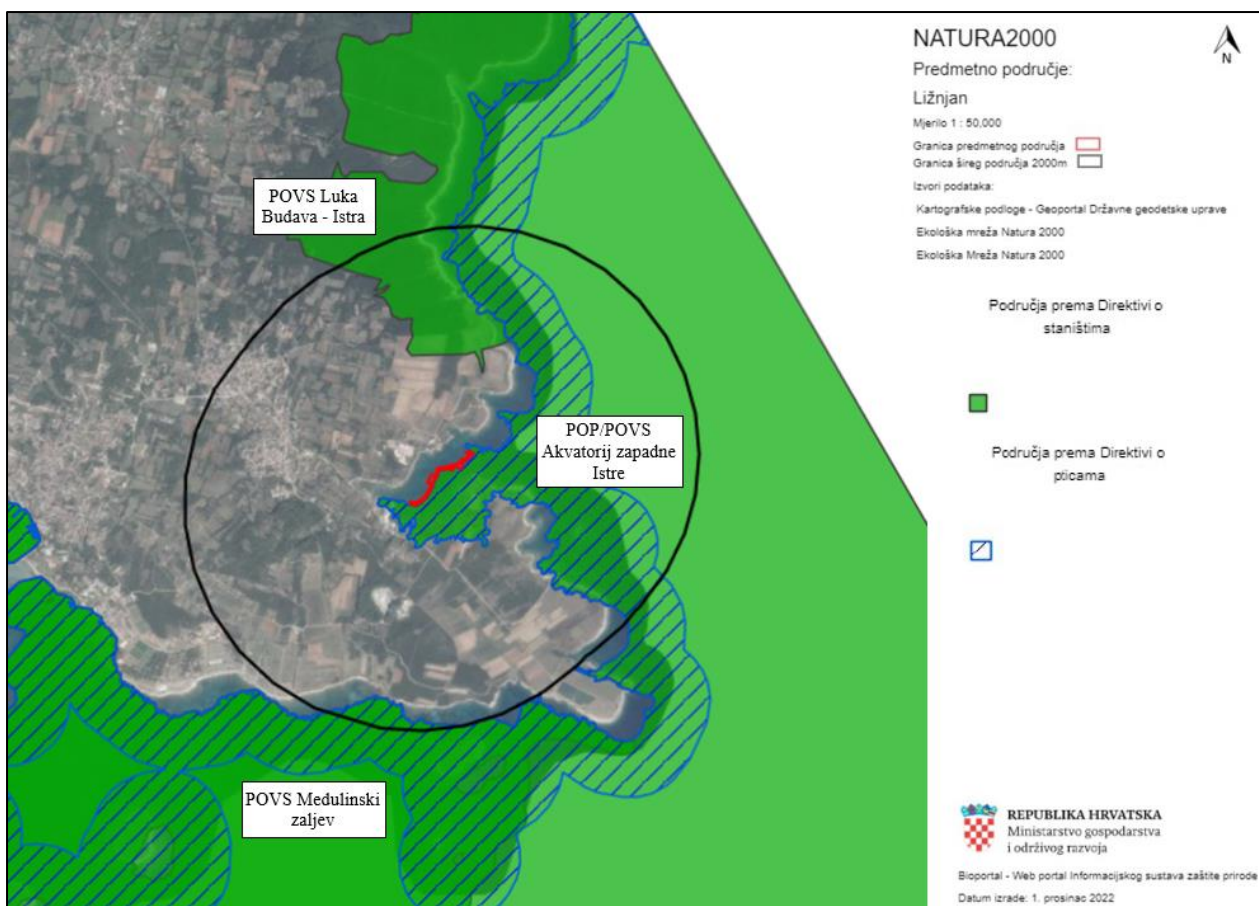 NATURA2000
N
Predmetno područje:
Ližnjan
Mjerilo 1 : 50,000
Granica predmetnog područja
Granica šireg područja 2000m
Izvori podataka:
Kartografske podloge - Geoportal Državne geodetske uprave
Ekološka mreža Natura 2000
Ekološka Mreža Natura 2000
Područja prema Direktivi o
staništima
Područja prema Direktivi o
pticama
POVS Luka
Budava - Istra
POP/POVS
Akvatorij zapadne
Istre
POVS Medulinski
zaljev
REPUBLIKA HRVATSKA
Ministarstvo gospodarstva
i održivog razvoja
Bioportal - Web portal Informacijskog sustava zaštite prirode
Datum izrade: 1. prosinac 2022